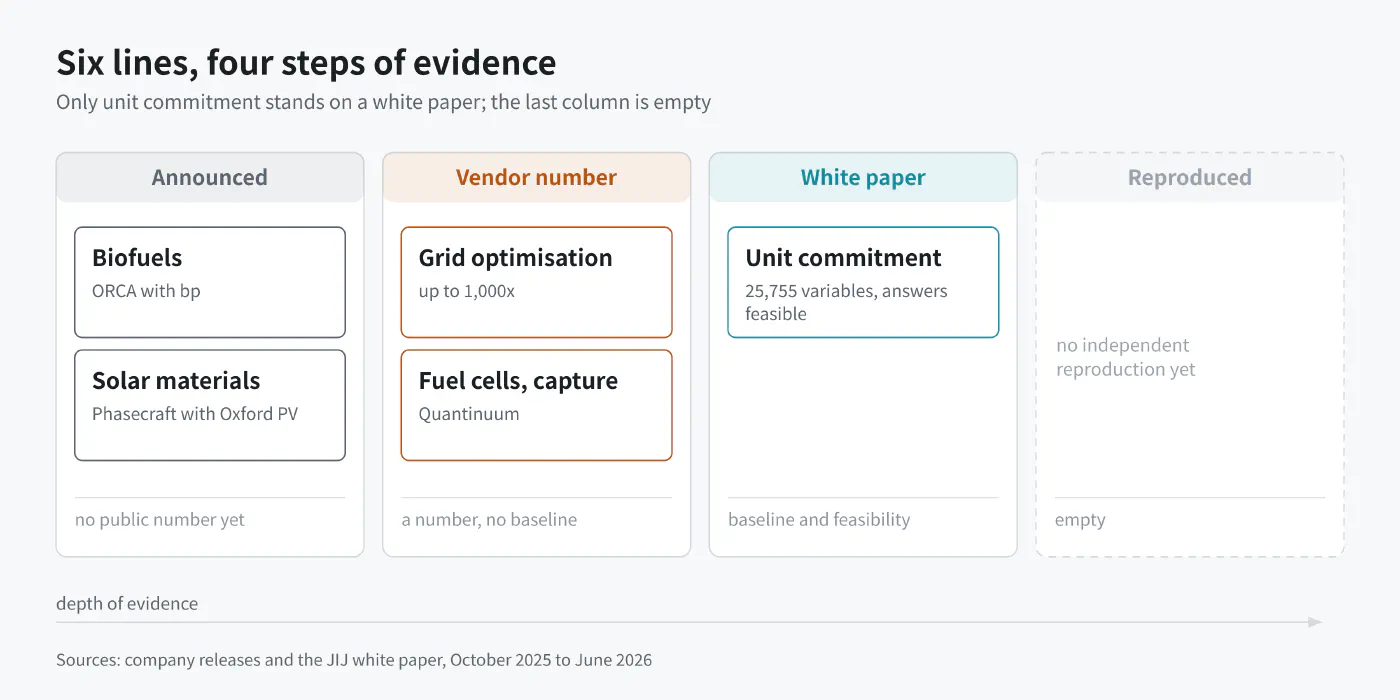 Six lines, four steps of evidence
Only unit commitment stands on a white paper; the last column is empty
Announced
Biofuels
ORCA with bp
Solar materials
Phasecraft with Oxford PV
no public number yet
Vendor number
Grid optimisation
up to 1,000x
Fuel cells, capture
Quantinuum
a number, no baseline
White paper
Unit commitment
25,755 variables, answers
feasible
baseline and feasibility
Reproduced
no independent
reproduction yet
empty
depth of evidence
Sources: company releases and the JIJ white paper, October 2025 to June 2026